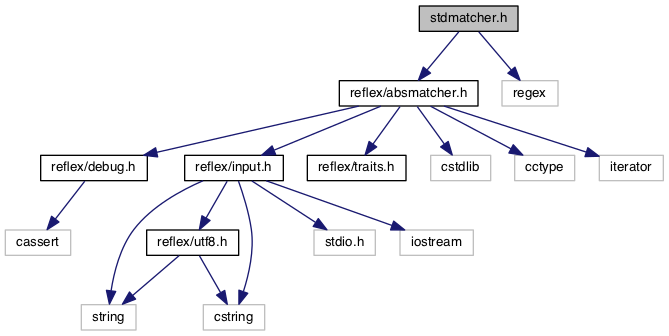 stdmatcher.h
reflex/absmatcher.h
regex
reflex/debug.h
reflex/input.h
reflex/traits.h
cstdlib
cctype
iterator
cassert
reflex/utf8.h
stdio.h
iostream
string
cstring